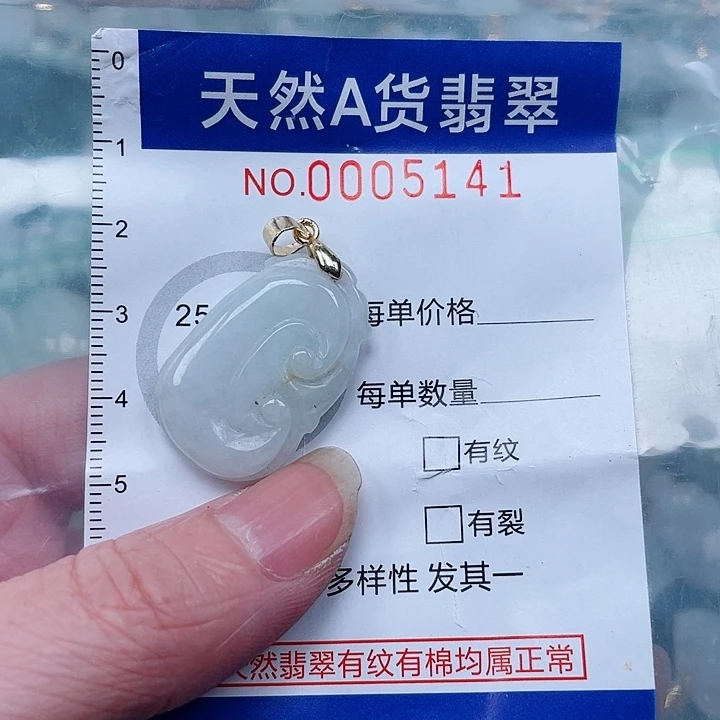 天然A货翡翠
NO.0005141
0
1
2
3
4
5
25
每单价格
每单数量
有纹
有裂
多样性 发其一
天然翡翠有纹有棉均属正常